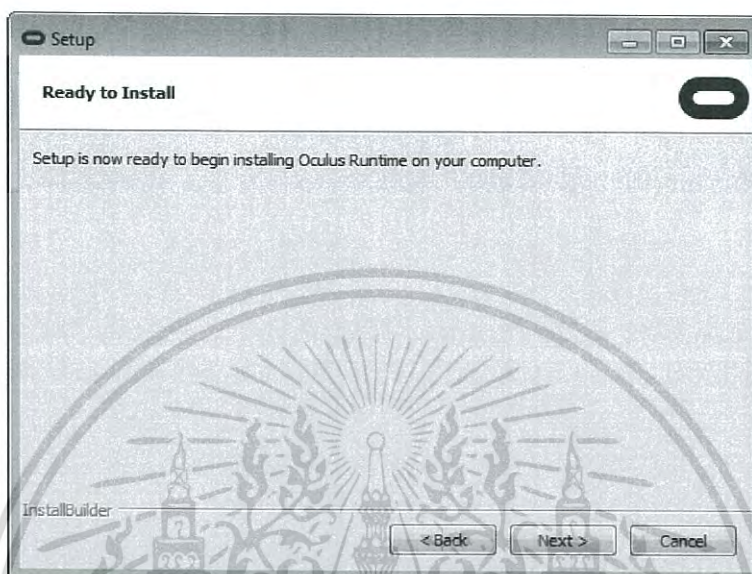 Setup
Ready to Install
Setup is now ready to begin installing Oculus Runtime on your computer.
InstallBuilder
< Back
Next >
Cancel